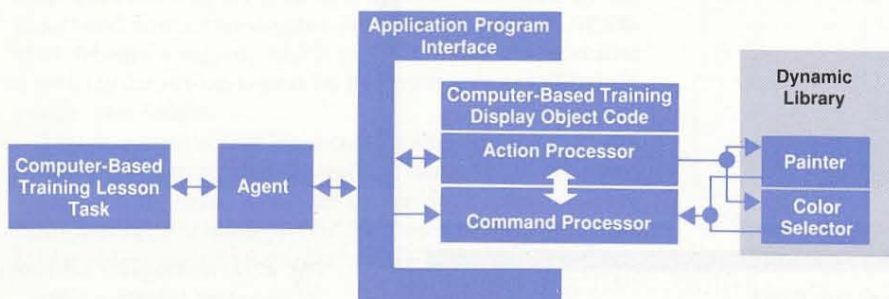 Application Program
Interface
Dynamic
Library
Computer-Based Training
Display Object Code
Action Processor
Painter
Computer-Based
Training Lesson
Task
Agent
Command Processor
Color
Selector